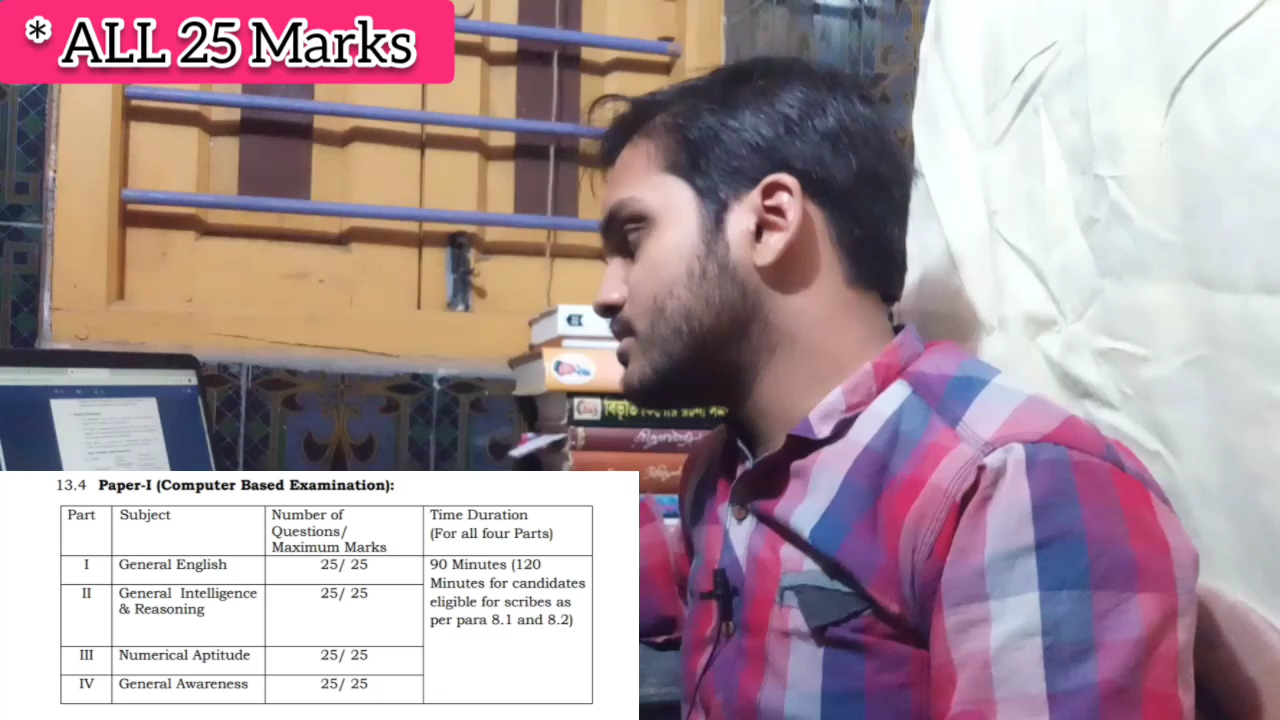 * ALL 25 Marks
বিভূতি
13.4 Paper-I (Computer Based Examination):
Part Subject Number of Questions/ Maximum Marks Time Duration (For all four Parts)
I General English 25/ 25 90 Minutes (120 Minutes for candidates eligible for scribes as per para 8.1 and 8.2)
II General Intelligence & Reasoning 25/ 25
III Numerical Aptitude 25/ 25
IV General Awareness 25/ 25